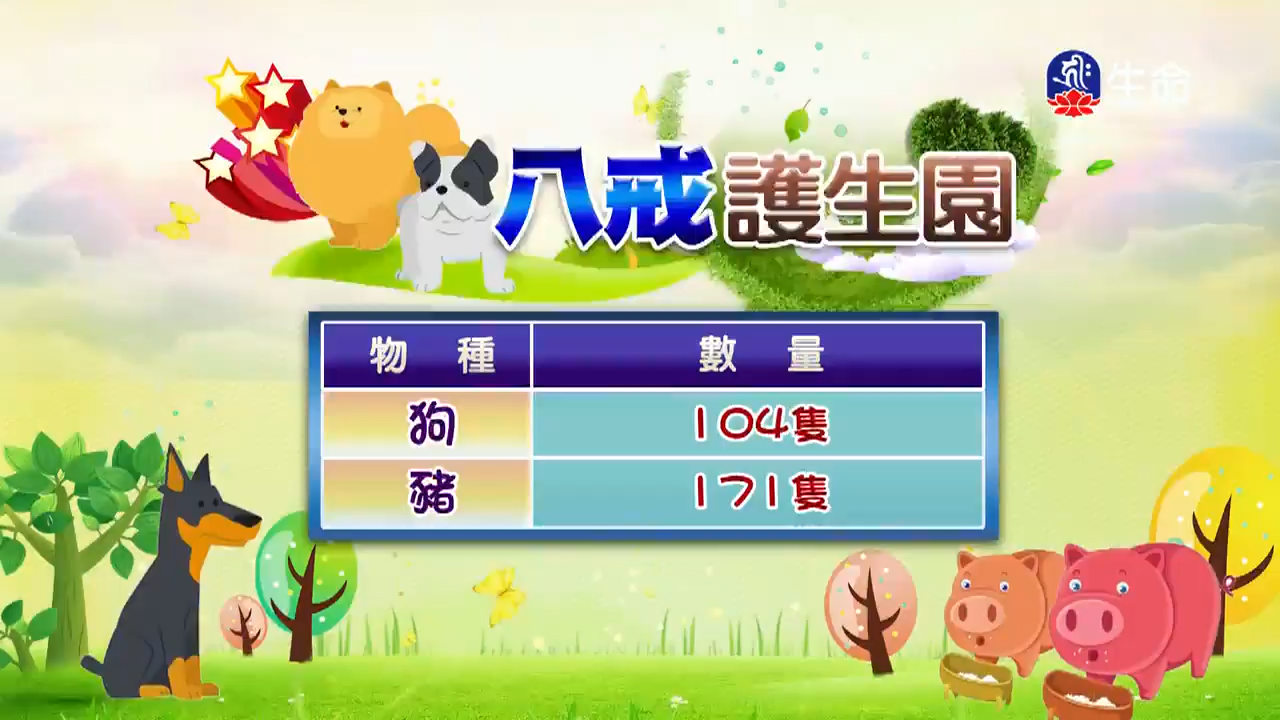 生命
八戒護生園
物種 數量
狗 104隻
豬 171隻